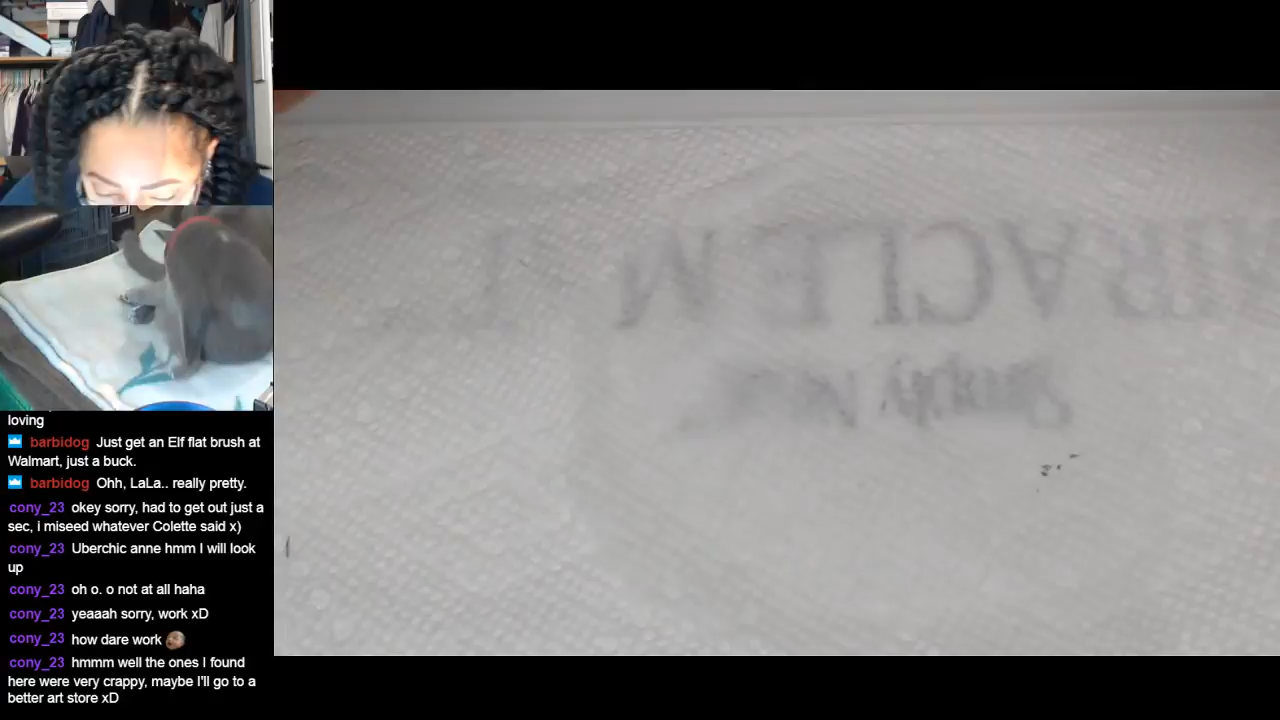 IRACLE M
Simply
loving
barbidog Just get an Elf flat brush at
Walmart, just a buck.
barbidog Ohh, LaLa.. really pretty.
cony_23 okey sorry, had to get out just a
sec, i miseed whatever Colette said x)
cony_23 Uberchic anne hmm I will look
up
cony_23 oh o. o not at all haha
cony_23 yeaaah sorry, work xD
cony_23 how dare work
cony_23 hmmm well the ones I found
here were very crappy, maybe I'll go to a
better art store xD